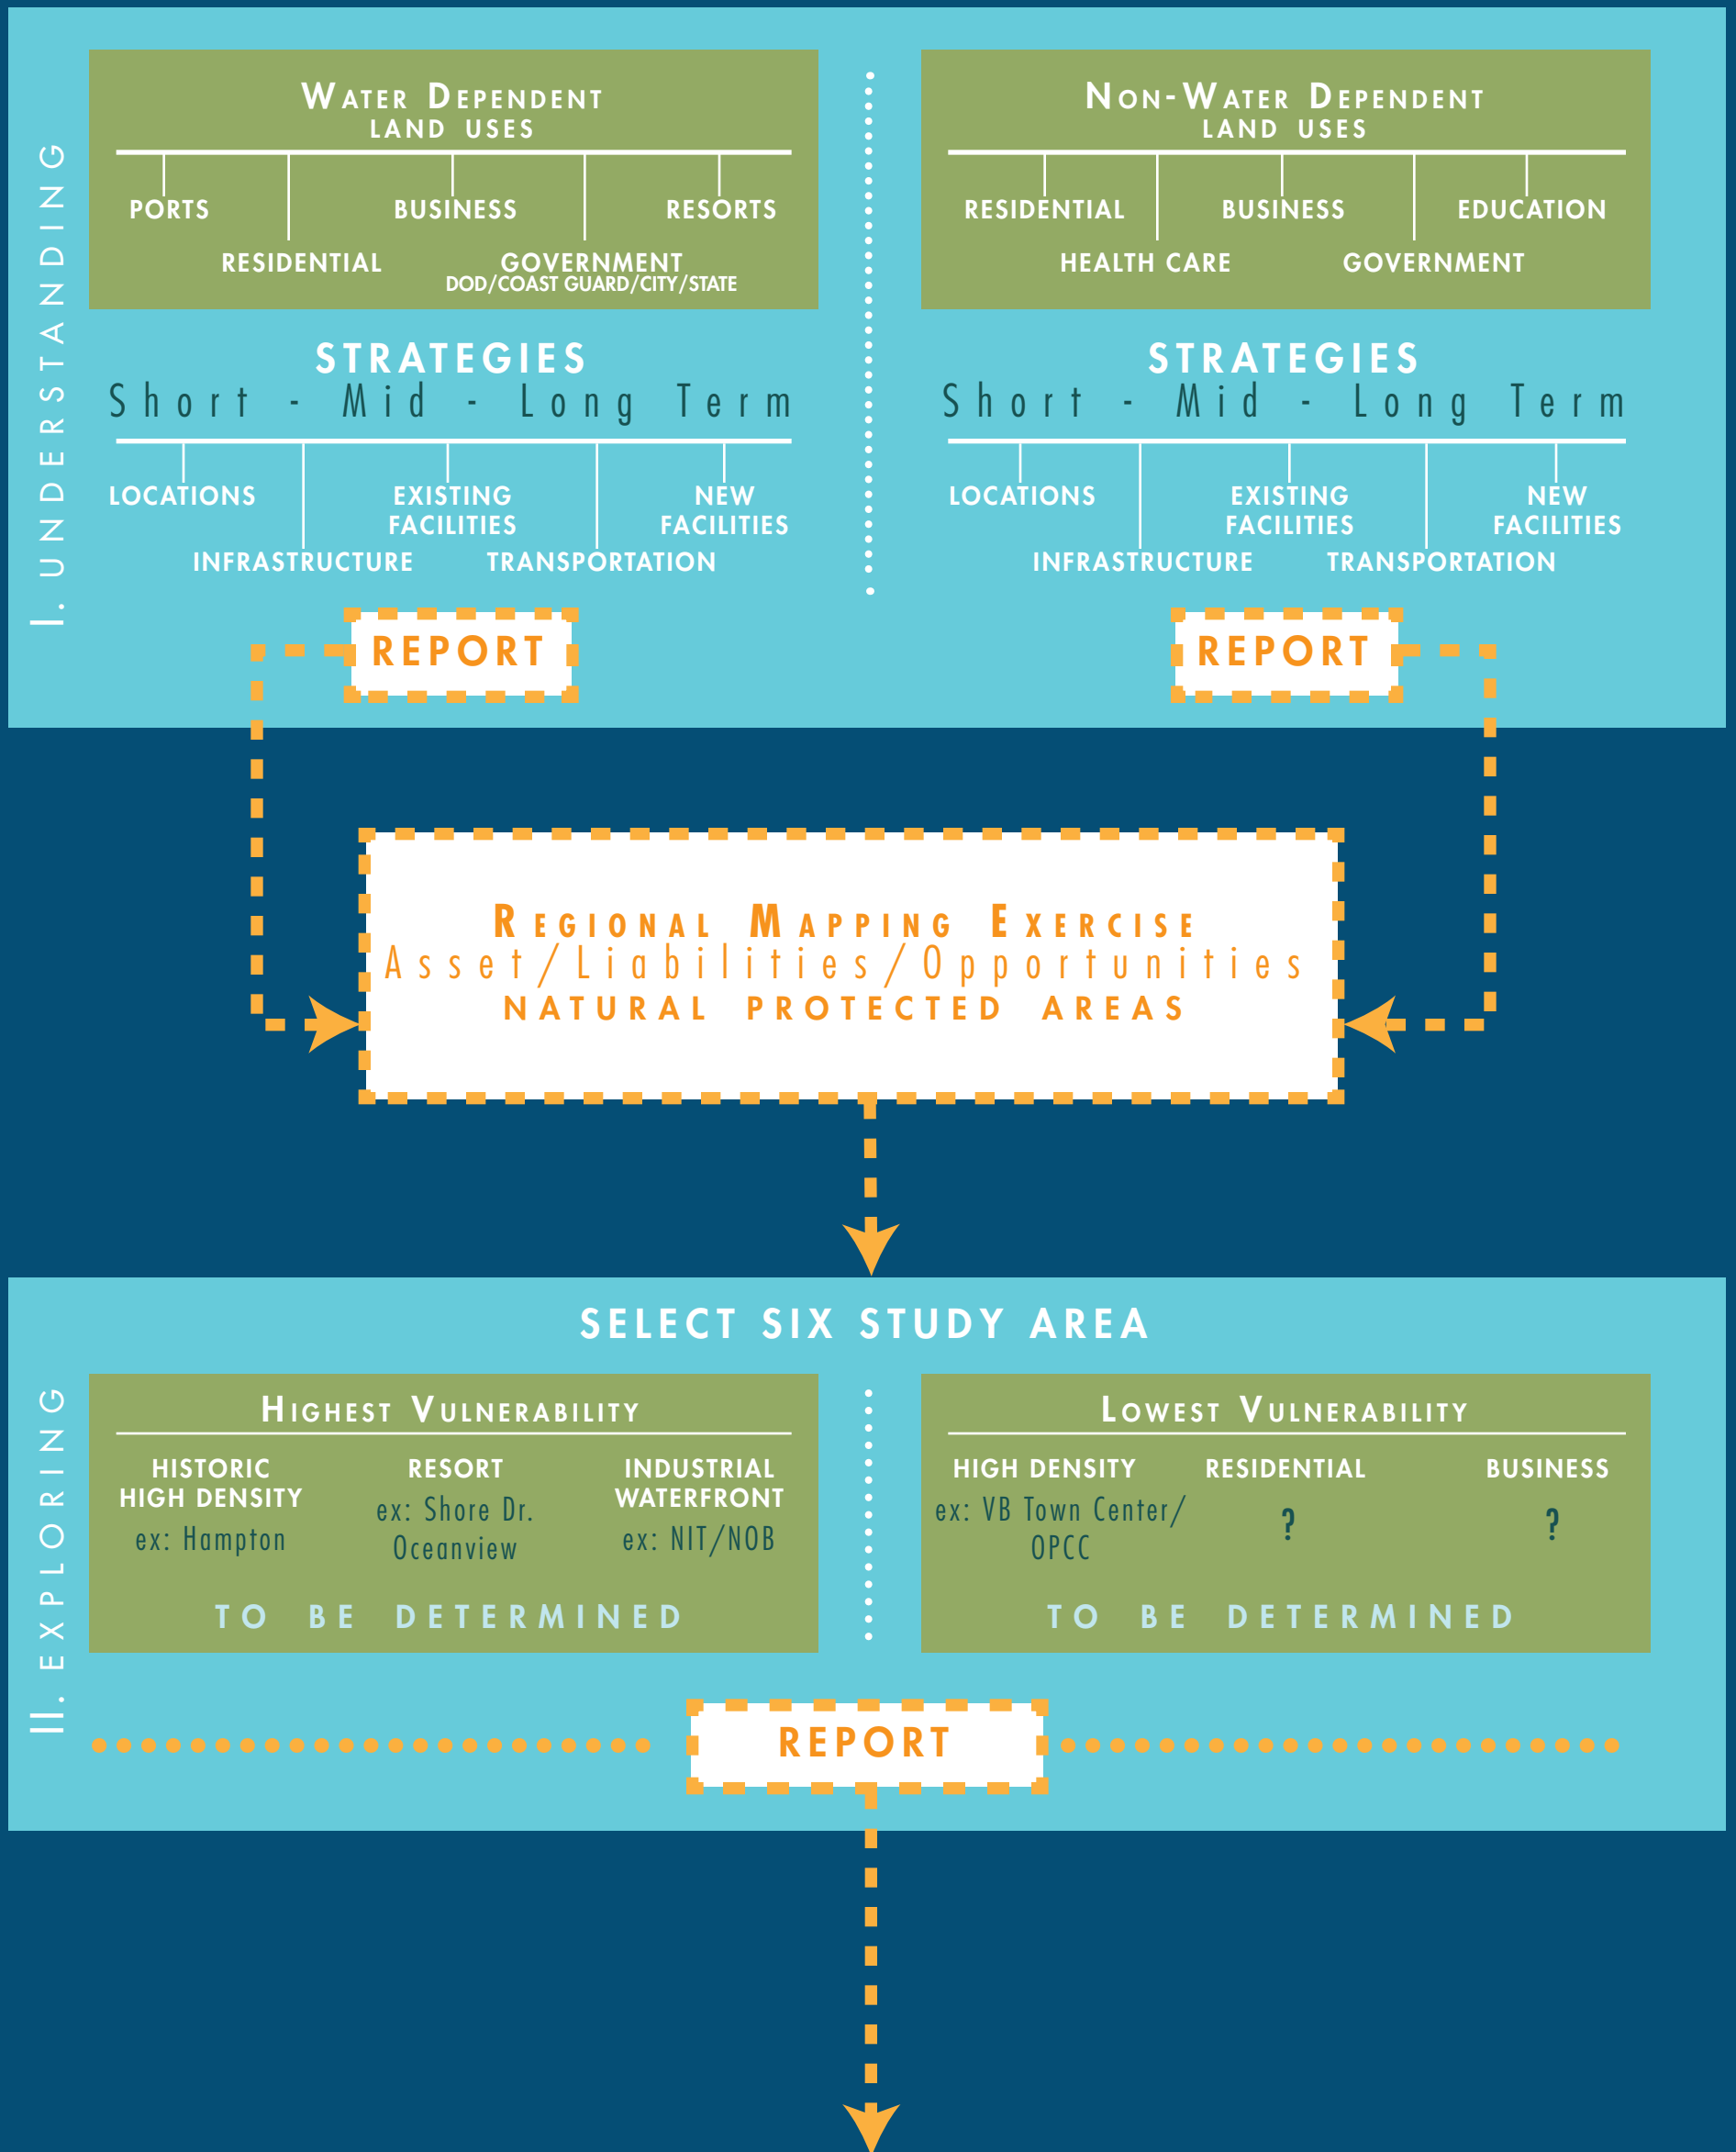 I. UNDERSTANDING
WATER DEPENDENT
LAND USES
PORTS
BUSINESS
RESORTS
RESIDENTIAL
GOVERNMENT
DOD/COAST GUARD/CITY/STATE
STRATEGIES
Short - Mid - Long Term
LOCATIONS
EXISTING
FACILITIES
NEW
FACILITIES
INFRASTRUCTURE
TRANSPORTATION
REPORT
NON-WATER DEPENDENT
LAND USES
RESIDENTIAL
BUSINESS
EDUCATION
HEALTH CARE
GOVERNMENT
STRATEGIES
Short - Mid - Long Term
LOCATIONS
EXISTING
FACILITIES
NEW
FACILITIES
INFRASTRUCTURE
TRANSPORTATION
REPORT
REGIONAL MAPPING EXERCISE
Asset/Liabilities/Opportunities
NATURAL PROTECTED AREAS
II. EXPLORING
SELECT SIX STUDY AREA
HIGHEST VULNERABILITY
HISTORIC
HIGH DENSITY
ex: Hampton
RESORT
ex: Shore Dr.
Oceanview
INDUSTRIAL
WATERFRONT
ex: NIT/NOB
TO BE DETERMINED
LOWEST VULNERABILITY
HIGH DENSITY
ex: VB Town Center/
OPCC
RESIDENTIAL
?
BUSINESS
?
TO BE DETERMINED
REPORT